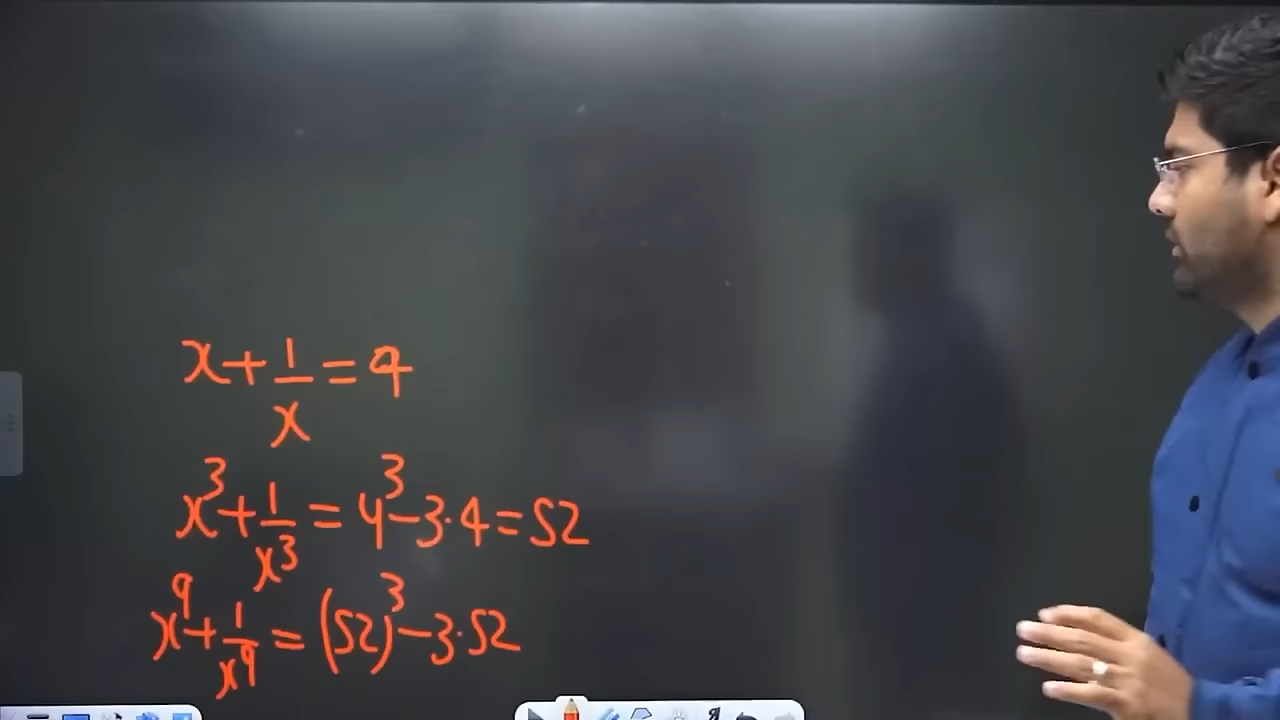 x + 1/x = 4
x³ + 1/x³ = 4³ - 3·4 = 52
x⁹ + 1/x⁹ = (52)³ - 3·52